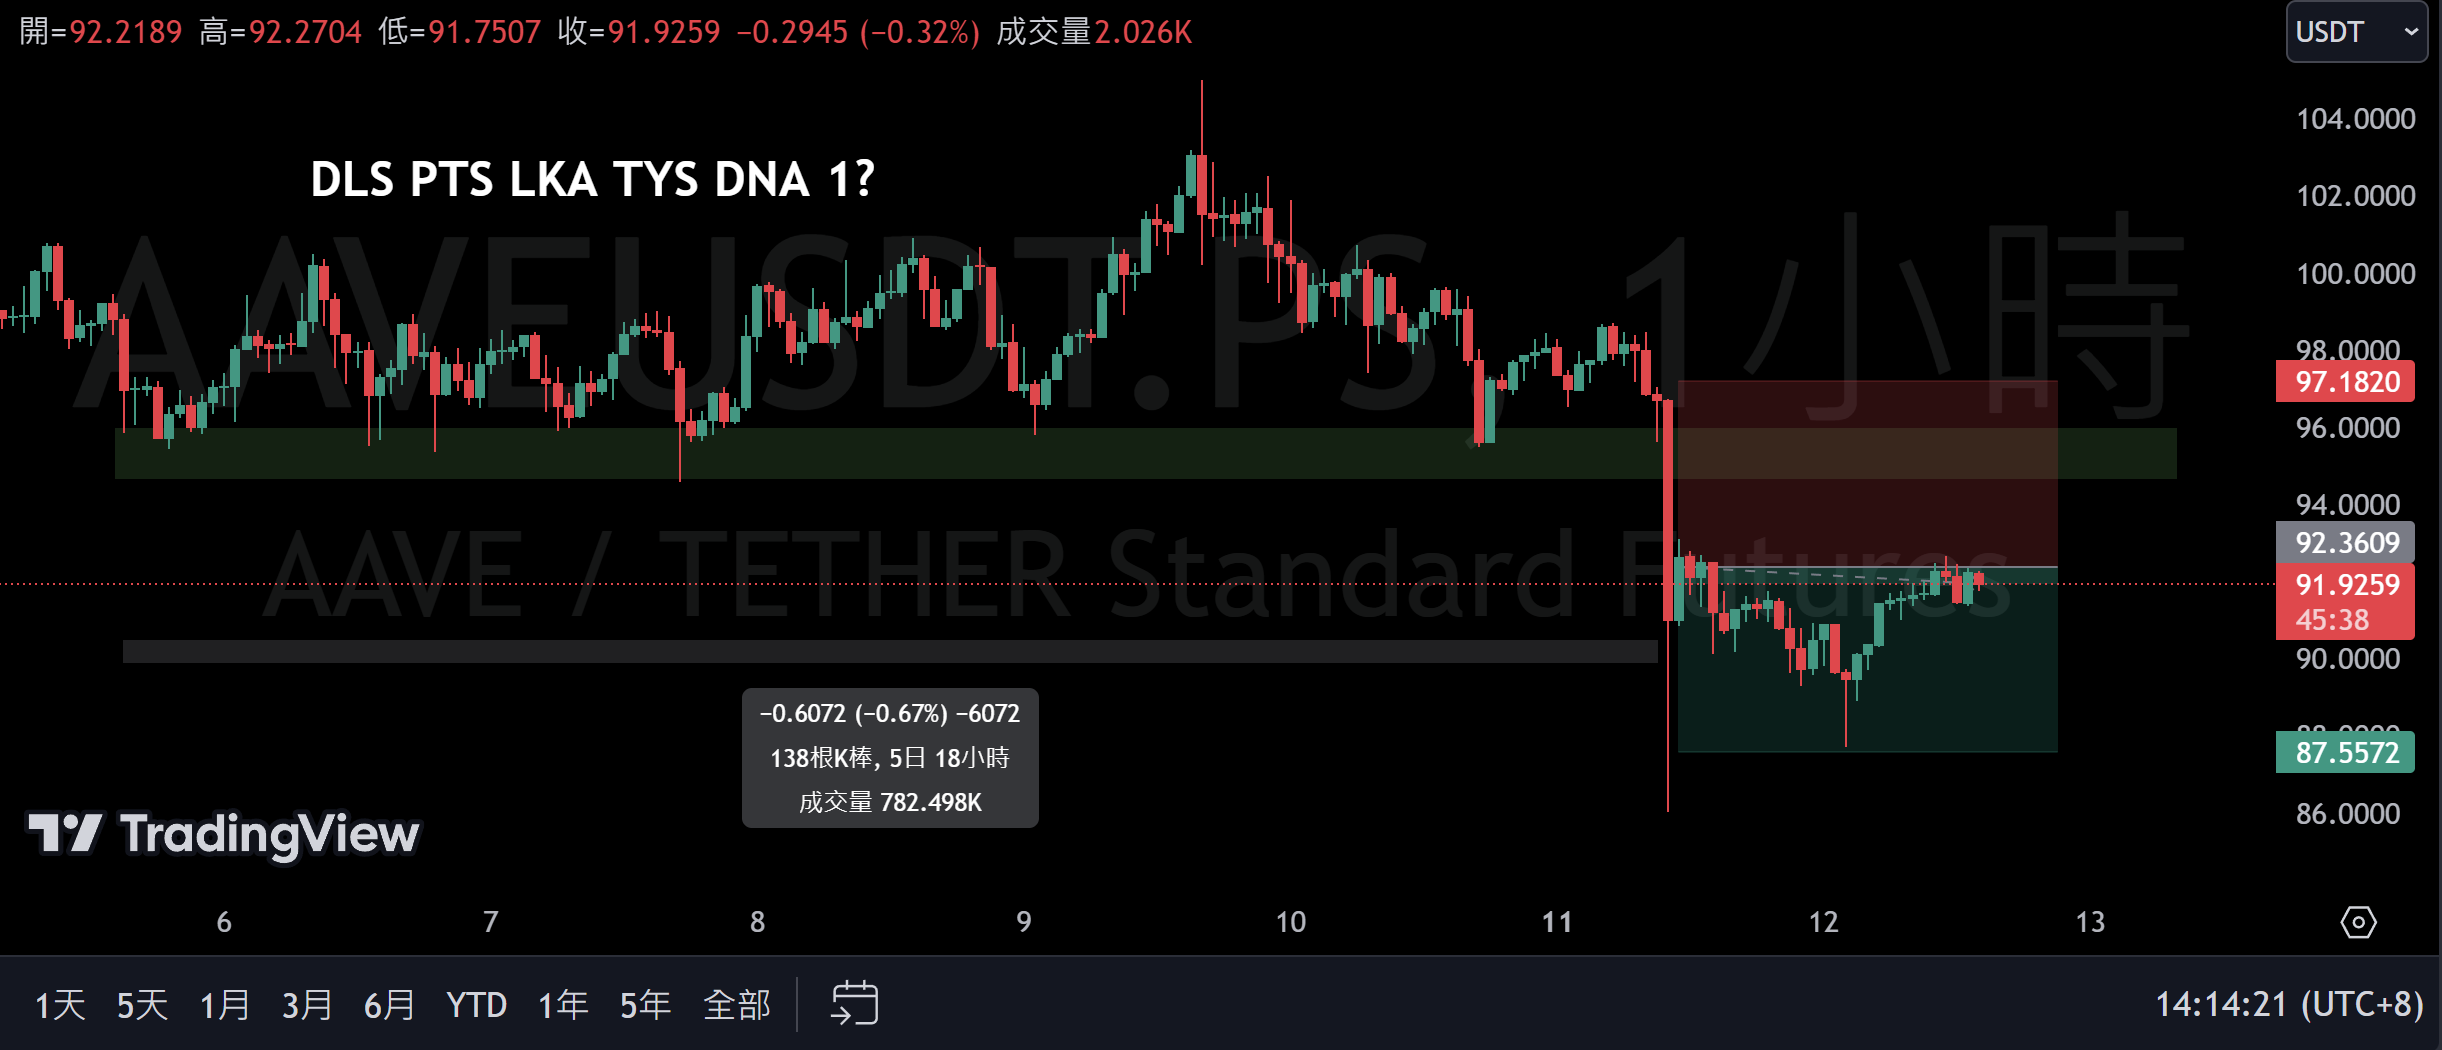 開=92.2189 高=92.2704 低=91.7507 收=91.9259 −0.2945 (−0.32%) 成交量2.026K
USDT
DLS PTS LKA TYS DNA 1?
AAVEUSDT.PS, 1小時
AAVE / TETHER Standard Futures
104.0000
102.0000
100.0000
98.0000
97.1820
96.0000
94.0000
92.3609
91.9259
45:38
90.0000
88.0000
87.5572
86.0000
−0.6072 (−0.67%) −6072
138根K棒, 5日 18小時
成交量 782.498K
TradingView
6 7 8 9 10 11 12 13
1天 5天 1月 3月 6月 YTD 1年 5年 全部
14:14:21 (UTC+8)